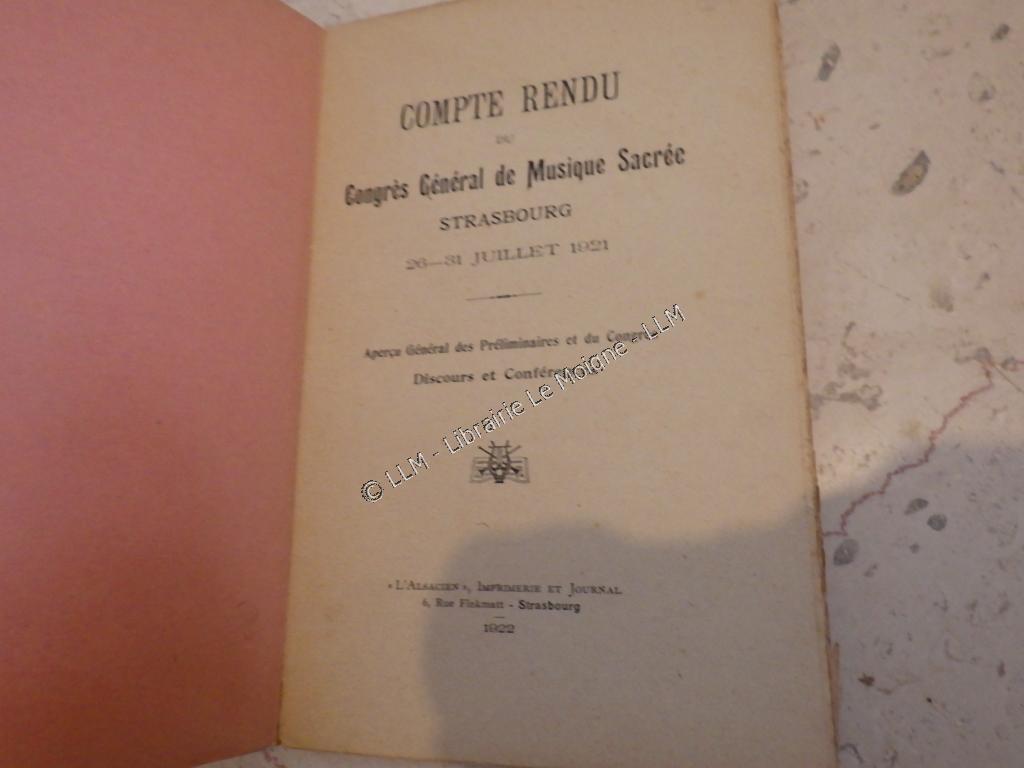 COMPTE RENDU
DU
Congrès Général de Musique Sacrée
STRASBOURG
26—31 JUILLET 1921
Aperçu Général des Préliminaires et du
Discours et
© LLM - Librairie Le Moigne - LLM
« L'ALSACIEN », IMPRIMERIE ET JOURNAL
6, Rue Finkmatt - Strasbourg
1922